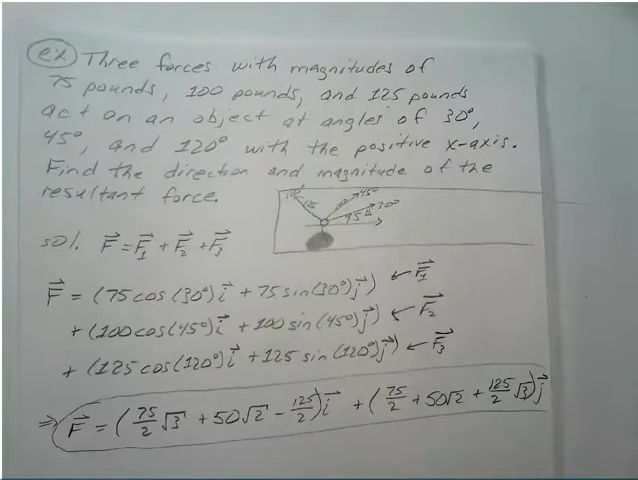 ex Three forces with magnitudes of
75 pounds, 100 pounds, and 125 pounds
act on an object at angles of 30°,
45°, and 120° with the positive x-axis.
Find the direction and magnitude of the
resultant force.
45°
30°
sol. F⃗ = F⃗₁ + F⃗₂ + F⃗₃
F⃗ = (75 cos (30°) i⃗ + 75 sin(30°) j⃗) ← F⃗₁
+ (100 cos(45°) i⃗ + 100 sin (45°) j⃗) ← F⃗₂
+ (125 cos(120°) i⃗ + 125 sin (120°) j⃗) ← F⃗₃
⇒ F⃗ = (75/2 √3 + 50√2 − 125/2) i⃗ + (75/2 + 50√2 + 125/2 √3) j⃗